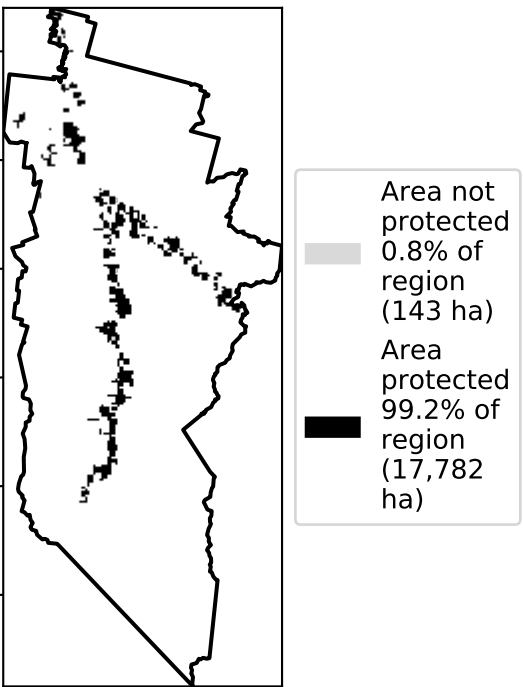 Area not
protected
0.8% of
region
(143 ha)
Area
protected
99.2% of
region
(17,782
ha)